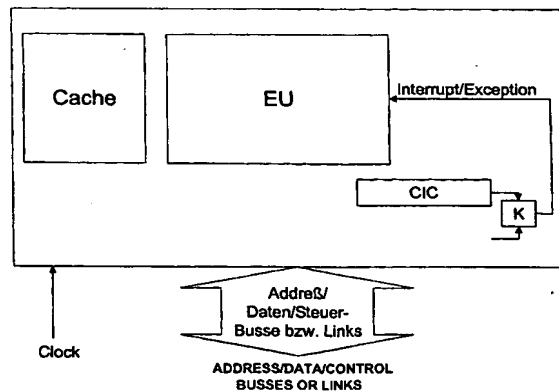 Cache
EU
Interrupt/Exception
CIC
K
Clock
Addreß/
Daten/Steuer-
Busse bzw. Links
ADDRESS/DATA/CONTROL
BUSSES OR LINKS